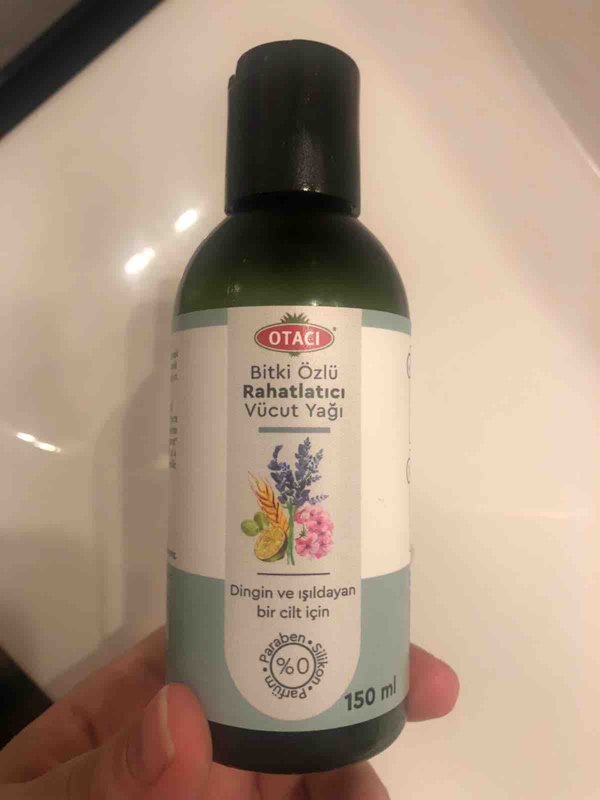 OTACI
Bitki Özlü
Rahatlatıcı
Vücut Yağı
Dingin ve ışıldayan
bir cilt için
Paraben • Silikon • Parfüm •
%0
150 ml